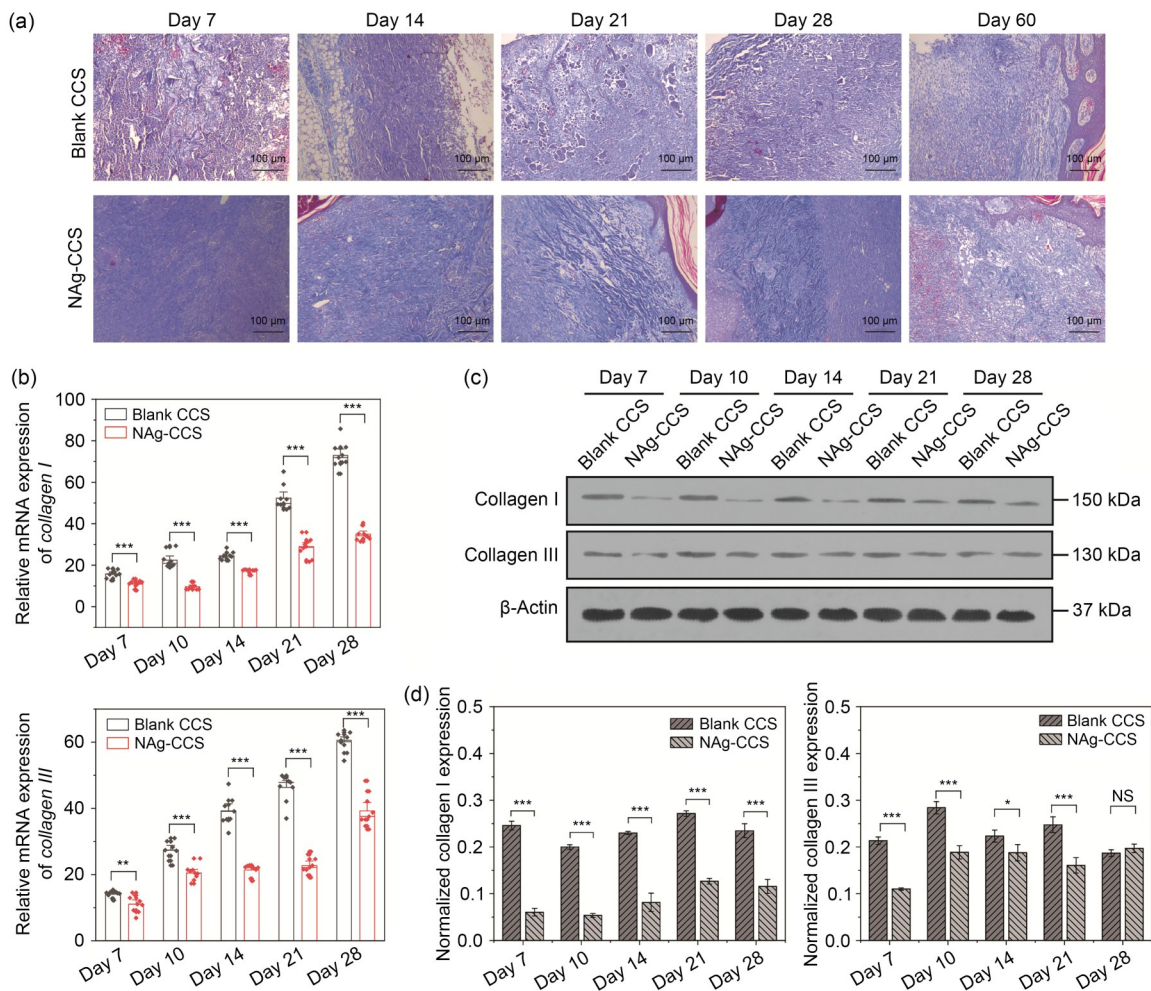 (a)
Day 7 Day 14 Day 21 Day 28 Day 60
Blank CCS
100 μm 100 μm 100 μm 100 μm 100 μm
NAg-CCS
100 μm 100 μm 100 μm 100 μm 100 μm
(b)
Relative mRNA expression
of collagen I
100
80
60
40
20
0
Blank CCS
NAg-CCS
*** *** *** *** ***
Day 7 Day 10 Day 14 Day 21 Day 28
Relative mRNA expression
of collagen III
60
40
20
0
Blank CCS
NAg-CCS
** *** *** *** ***
Day 7 Day 10 Day 14 Day 21 Day 28
(c)
Day 7 Day 10 Day 14 Day 21 Day 28
Blank CCS NAg-CCS Blank CCS NAg-CCS Blank CCS NAg-CCS Blank CCS NAg-CCS Blank CCS NAg-CCS
Collagen I 150 kDa
Collagen III 130 kDa
β-Actin 37 kDa
(d)
Normalized collagen I expression
0.5
0.4
0.3
0.2
0.1
0.0
Blank CCS
NAg-CCS
*** *** *** *** ***
Day 7 Day 10 Day 14 Day 21 Day 28
Normalized collagen III expression
0.5
0.4
0.3
0.2
0.1
0.0
Blank CCS
NAg-CCS
*** *** * *** NS
Day 7 Day 10 Day 14 Day 21 Day 28